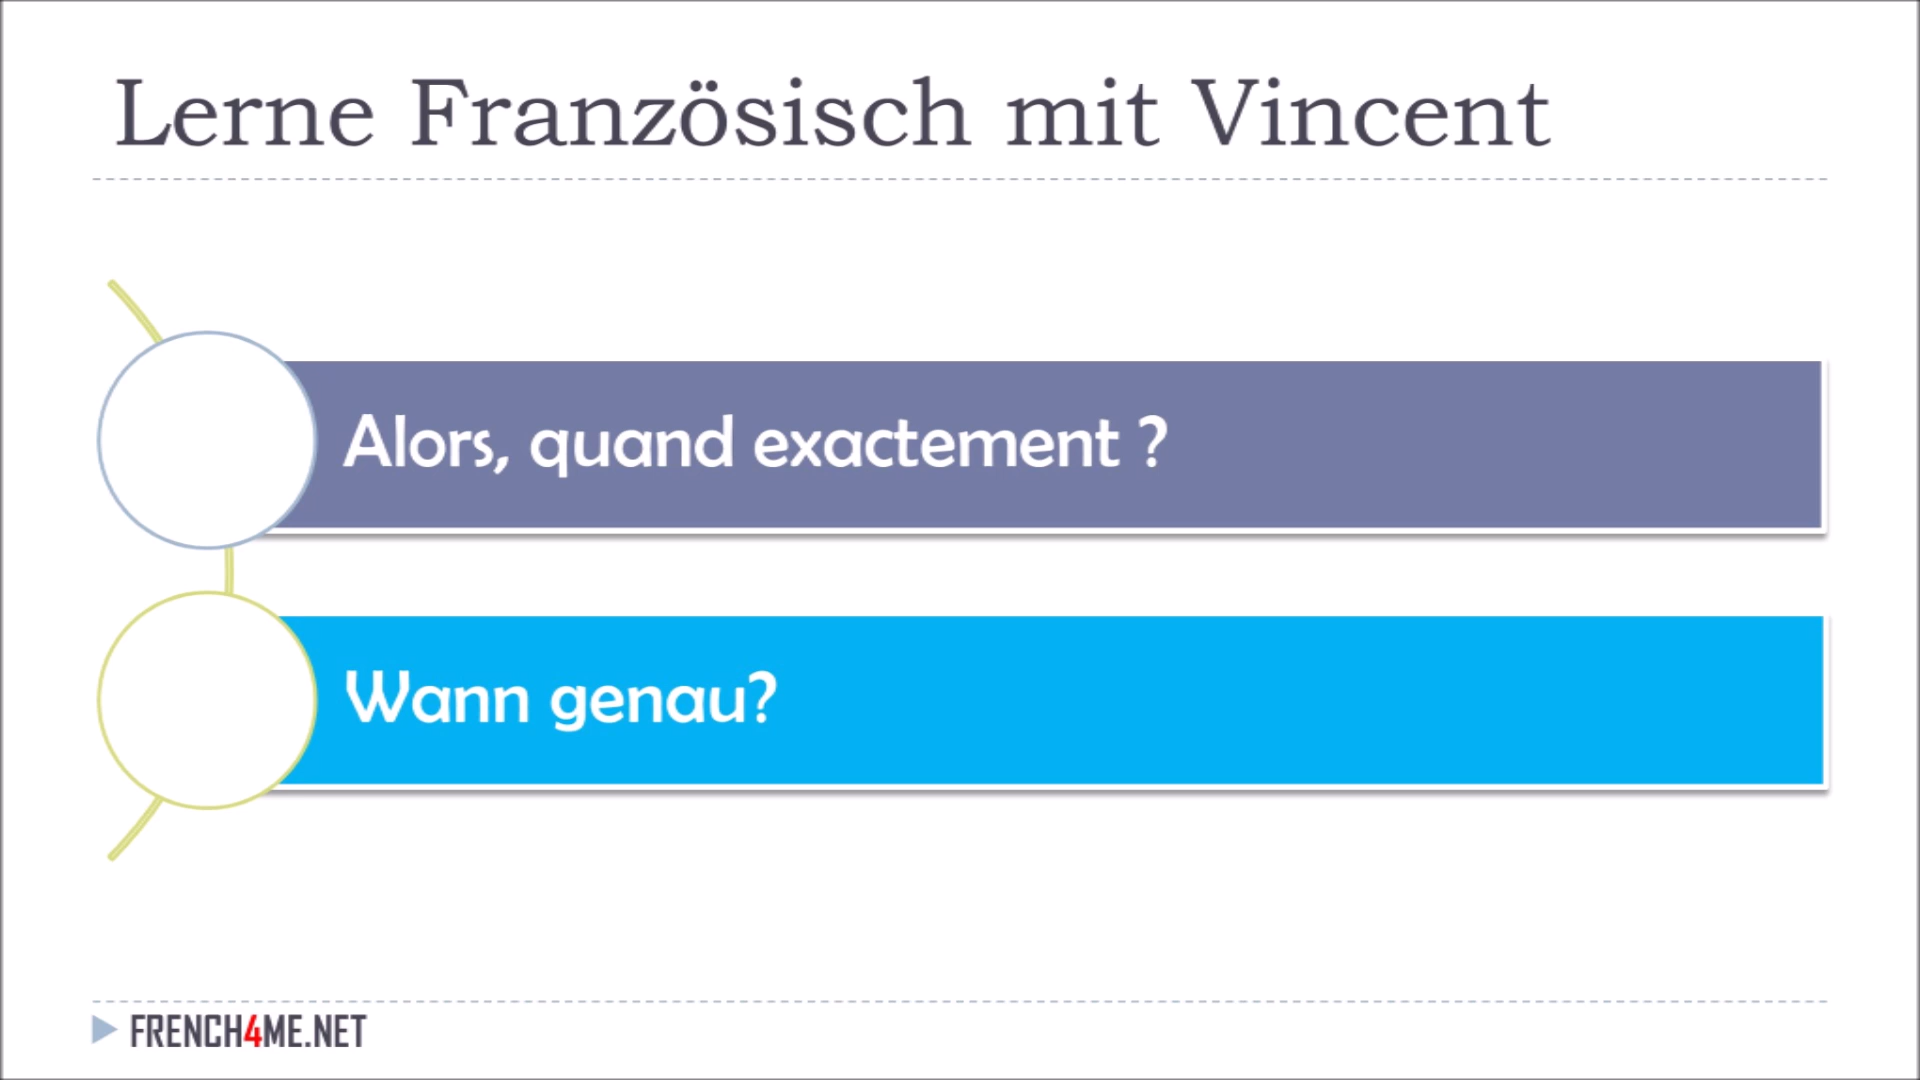 Lerne Französisch mit Vincent
Alors, quand exactement ?
Wann genau?
FRENCH4ME.NET